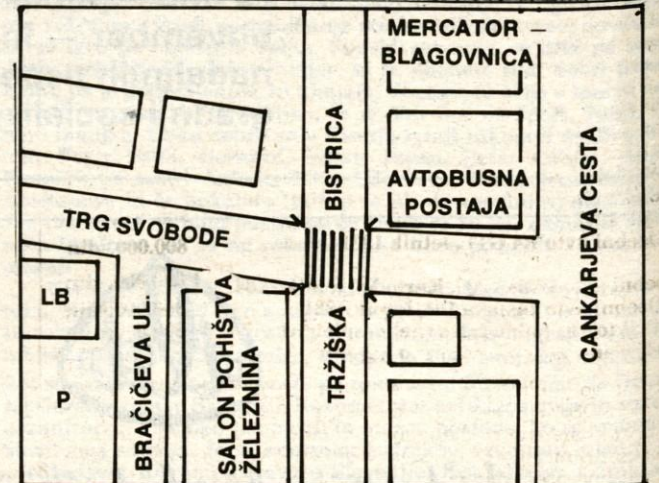 MERCATOR –
BLAGOVNICA
BISTRICA
AVTOBUSNA
POSTAJA
CANKARJEVA CESTA
TRG SVOBODE
LB
P
BRAČIČEVA UL.
SALON POHIŠTVA
ŽELEZNINA
TRŽIŠKA